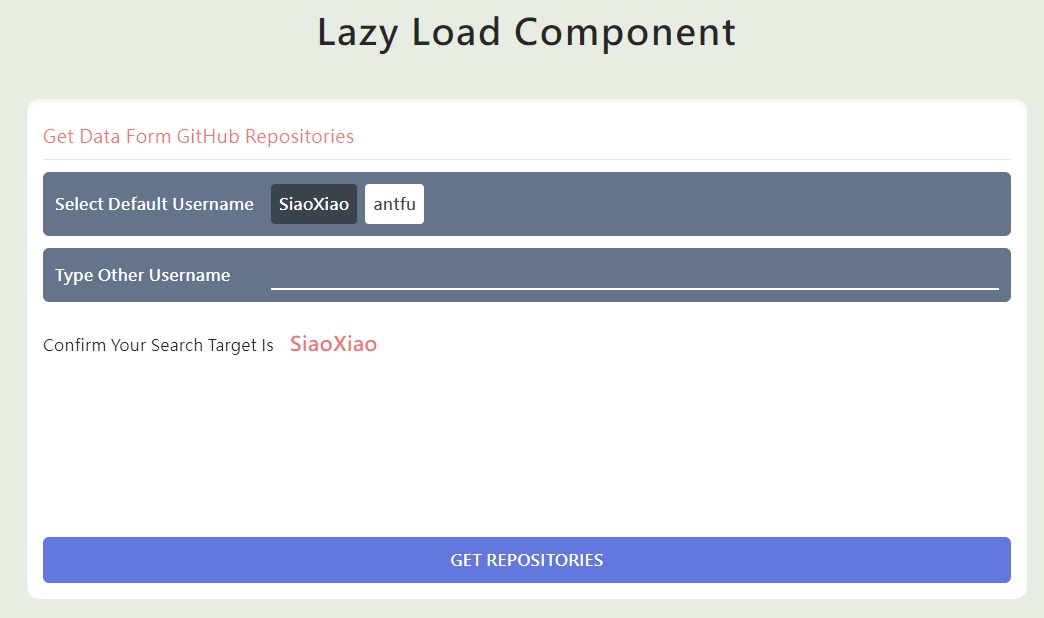 Lazy Load Component
Get Data Form GitHub Repositories
Select Default Username SiaoXiao antfu
Type Other Username
Confirm Your Search Target Is SiaoXiao
GET REPOSITORIES